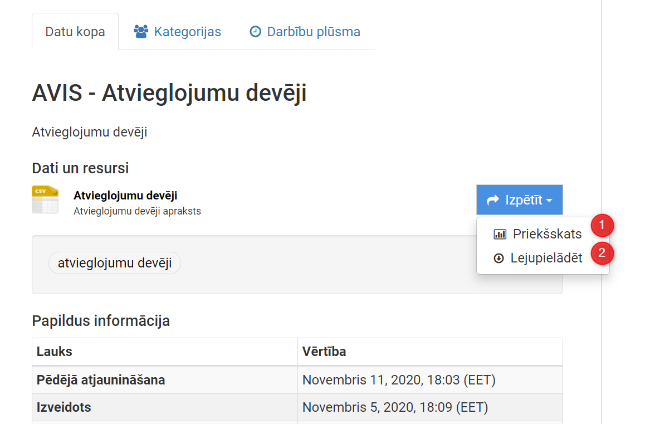 Datu kopa Kategorijas Darbību plūsma
AVIS - Atvieglojumu devēji
Atvieglojumu devēji
Dati un resursi
CSV
Atvieglojumu devēji
Atvieglojumu devēji apraksts
Izpētīt
Priekšskats 1
Lejupielādēt 2
atvieglojumu devēji
Papildus informācija
Lauks Vērtība
Pēdējā atjaunināšana Novembris 11, 2020, 18:03 (EET)
Izveidots Novembris 5, 2020, 18:09 (EET)